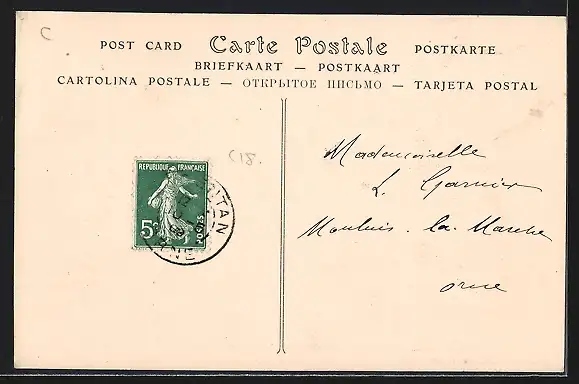 C
POST CARD Carte Postale POSTKARTE
BRIEFKAART — POSTKAART
CARTOLINA POSTALE — ОТКРЫТОЕ ПИСЬМО — TARJETA POSTAL
C18.
REPUBLIQUE FRANÇAISE
5c POSTES
Mademoiselle
L. Garnier
Moulins. la. Marche
orne